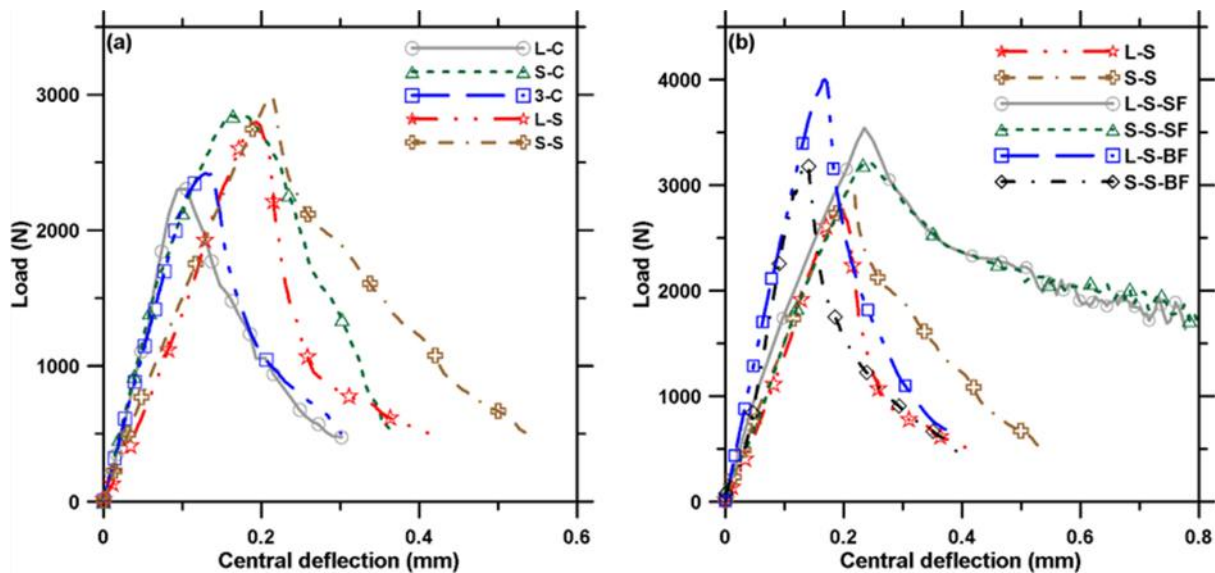 (a)
L-C
S-C
3-C
L-S
S-S
3000
2000
1000
0
Load (N)
0 0.2 0.4 0.6
Central deflection (mm)
(b)
L-S
S-S
L-S-SF
S-S-SF
L-S-BF
S-S-BF
4000
3000
2000
1000
0
Load (N)
0 0.2 0.4 0.6 0.8
Central deflection (mm)